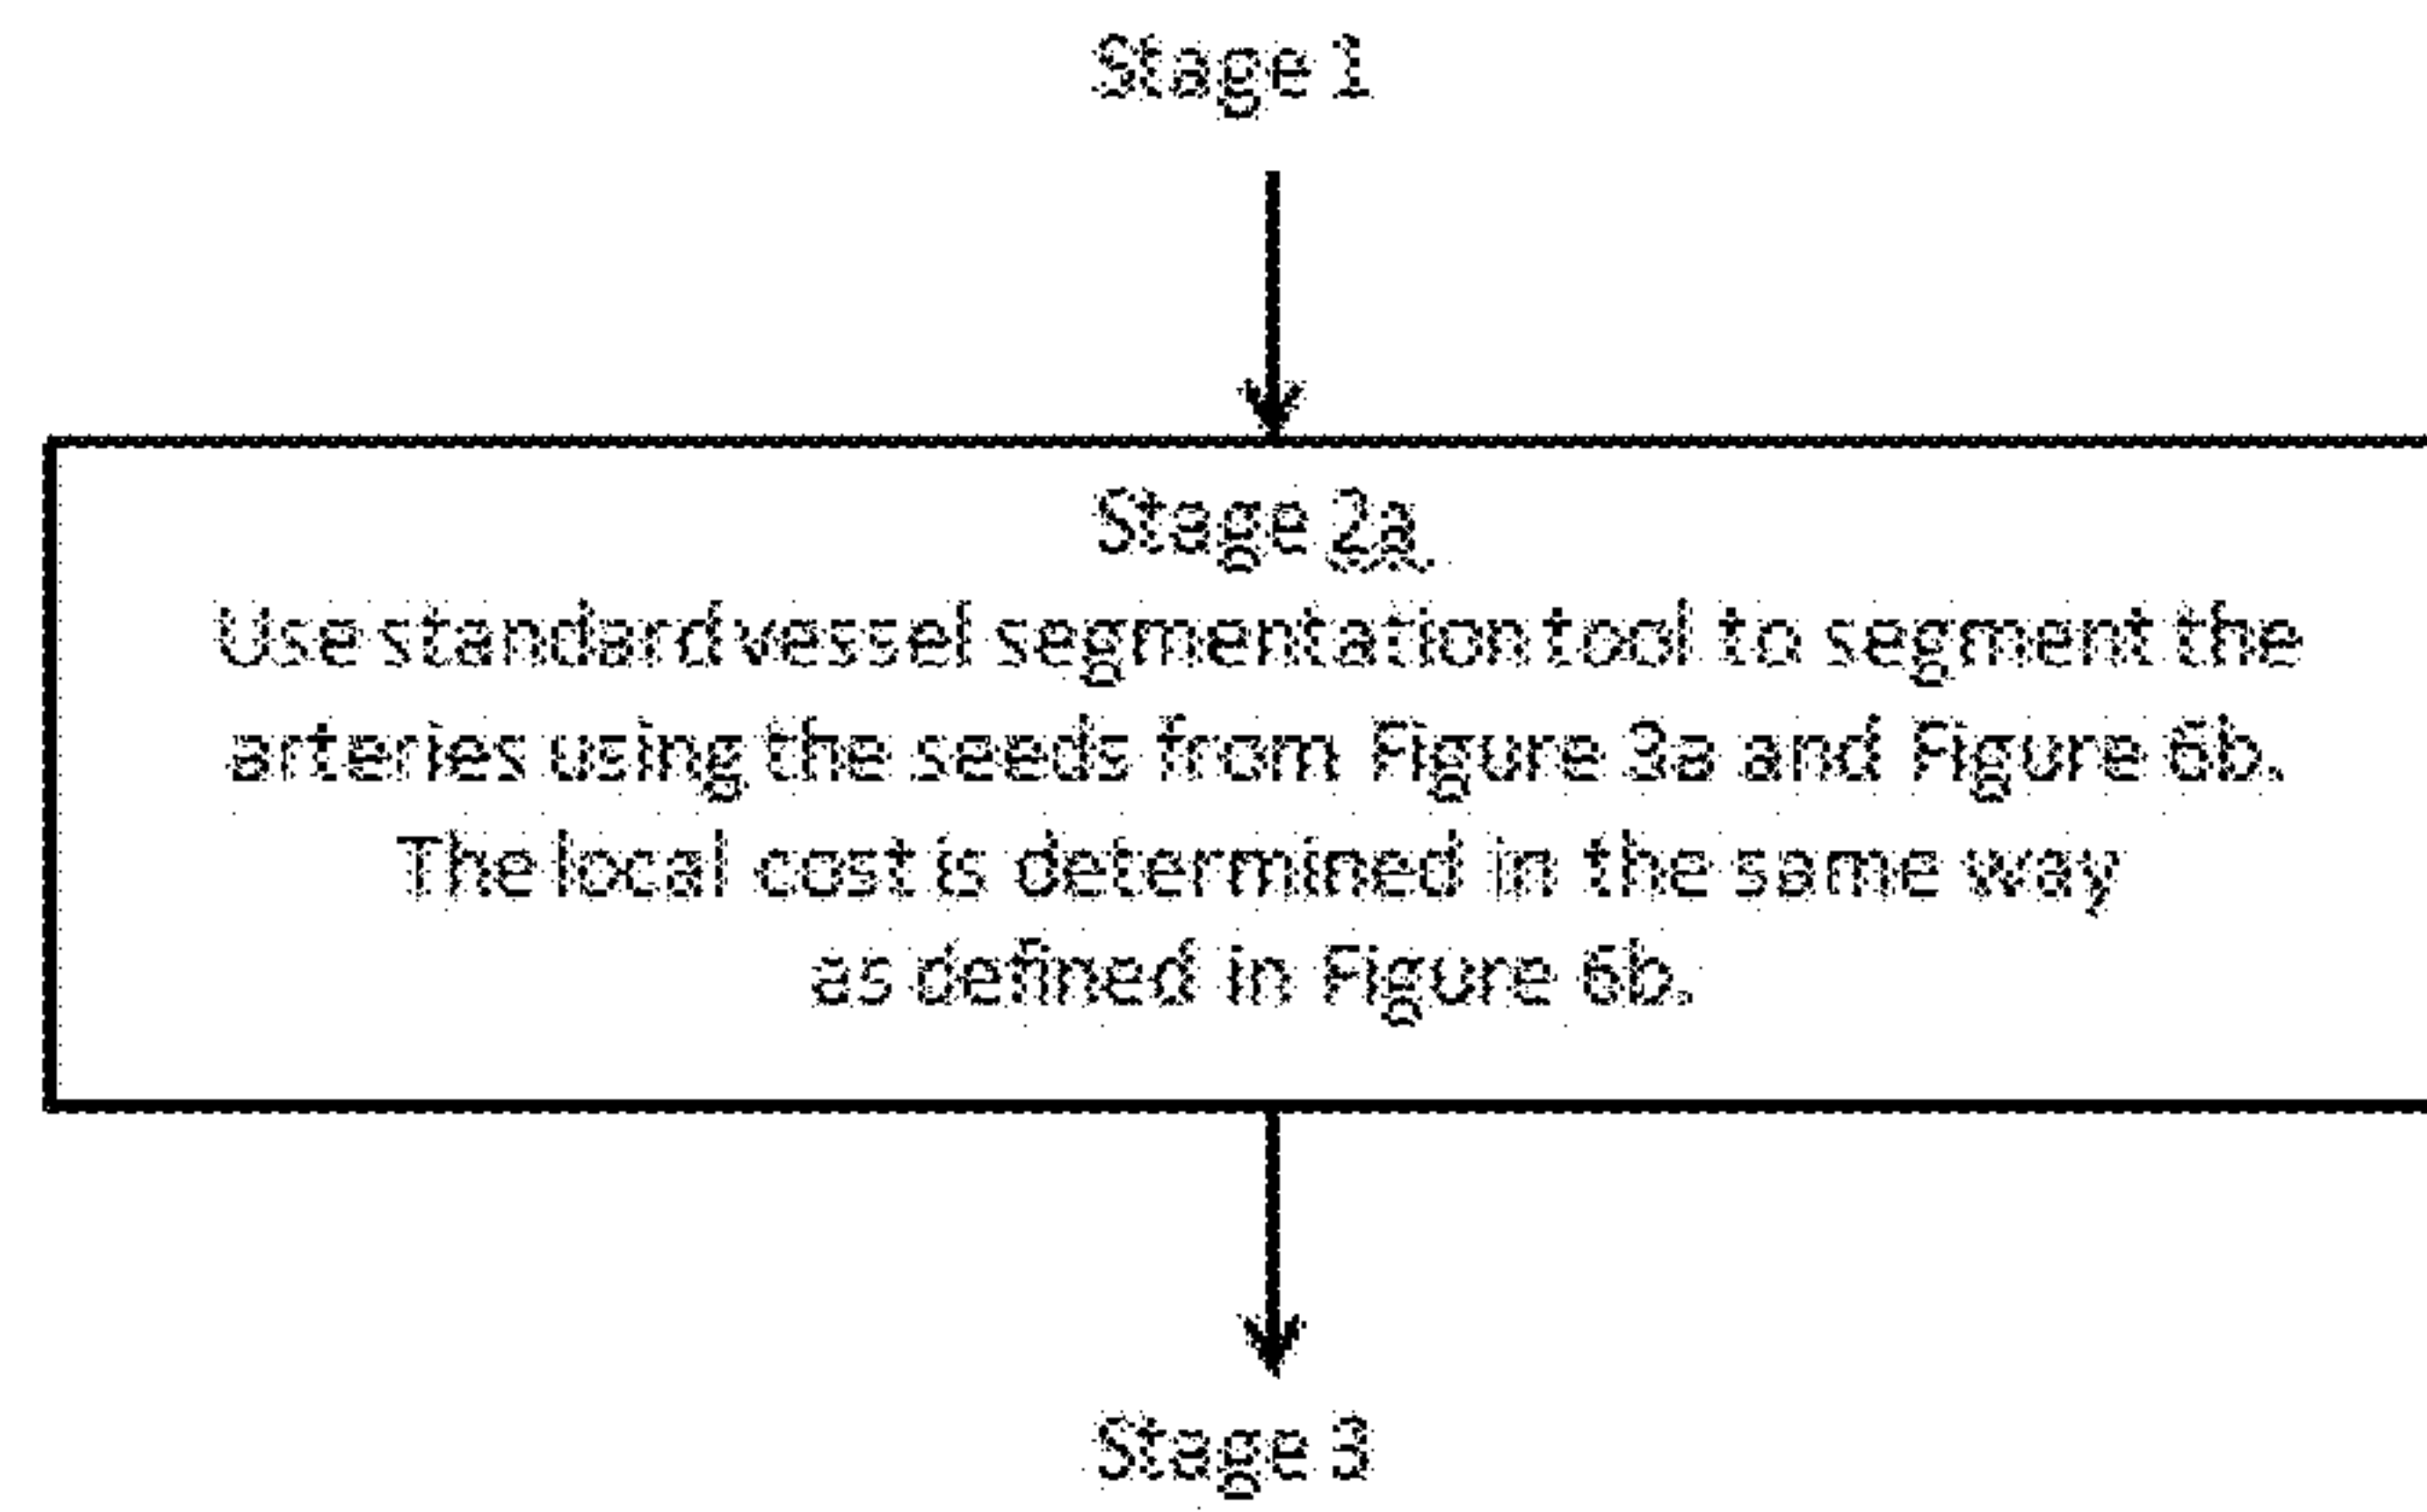 Stage 1
Stage 2a
Use standard vessel segmentation tool to segment the
arteries using the seeds from Figure 3a and Figure 6b.
The local cost is determined in the same way
as defined in Figure 6b.
Stage 3